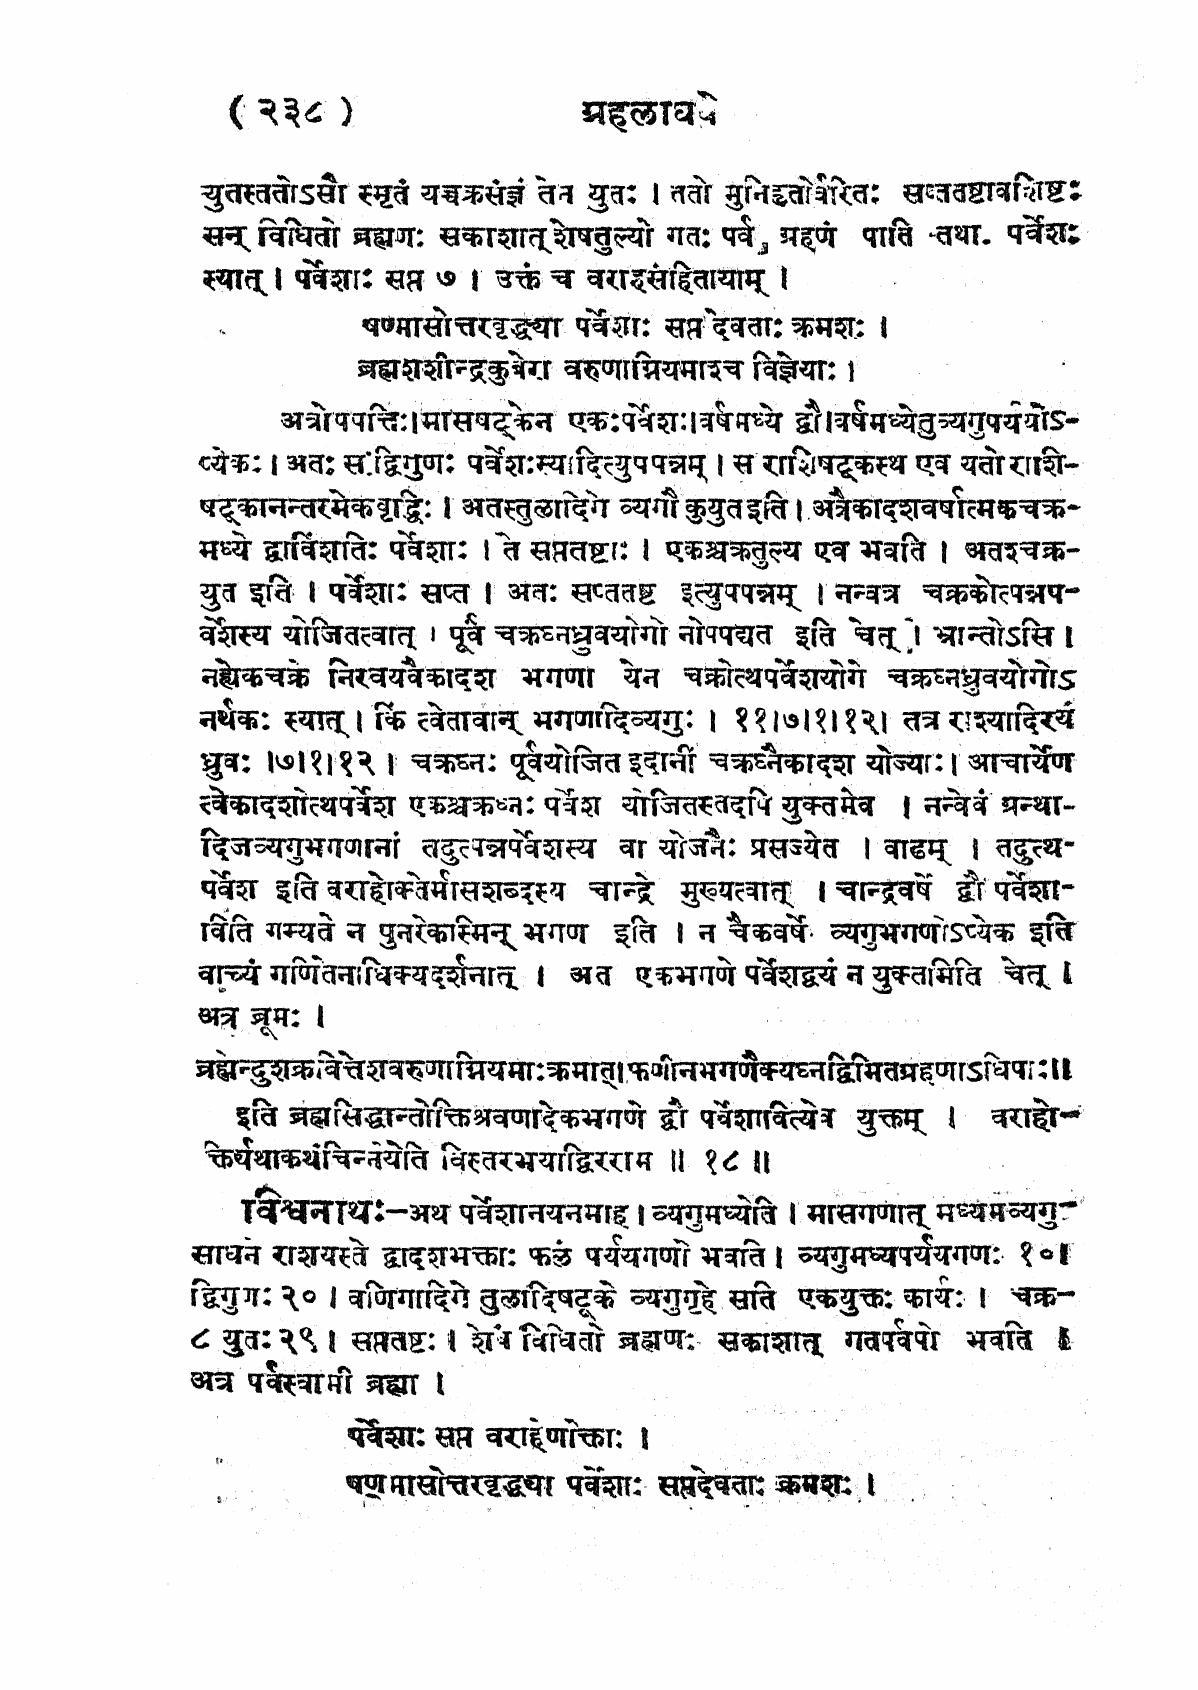 ( २३८ ) ग्रहलाघवे
युतस्ततोऽसौ स्मृतं यच्चक्रसंज्ञं तेन युतः । ततो मुनिहृतोर्वरितः सप्ततष्टावशिष्टः
सन् विधितो ब्रह्मणः सकाशात् शेषतुल्यो गतः पर्व ग्रहणं पाति तथा. पर्वेशः
स्यात् । पर्वेशाः सप्त ७ । उक्तं च वराहसंहितायाम् ।
षण्मासोत्तरवृद्ध्या पर्वेशाः सप्त देवताः क्रमशः ।
ब्रह्मशशीन्द्रकुबेरा वरुणाग्नियमाश्च विज्ञेयाः ।
अत्रोपपत्तिः।मासषट्केन एकःपर्वेशः।वर्षमध्ये द्वौ।वर्षमध्येतुव्यगुपर्ययोऽ-
प्येकः । अतः स द्विगुणः पर्वेशःस्यादित्युपपन्नम् । स राशिषट्कस्थ एव यतो राशि-
षट्कानन्तरमेकवृद्धिः । अतस्तुलादिगे व्यगौ कुयुत इति । अत्रैकादशवर्षात्मकचक्र-
मध्ये द्वाविंशतिः पर्वेशाः । ते सप्ततष्टाः । एकश्चक्रतुल्य एव भवति । अतश्चक्र-
युत इति । पर्वेशाः सप्त । अतः सप्ततष्ट इत्युपपन्नम् । नन्वत्र चक्रकोत्पन्नप-
र्वेशस्य योजितत्वात् । पूर्वं चक्रघ्नध्रुवयोगो नोपपद्यत इति चेत् । भ्रान्तोऽसि ।
नह्येकचक्रे निरवयवैकादश भगणा येन चक्रोत्थपर्वेशयोगे चक्रघ्नध्रुवयोगोऽ
नर्थकः स्यात् । किं त्वेतावान् भगणादिव्यगुः । ११।७।१।१२। तत्र राश्यादिरयं
ध्रुवः ।७।१।१२ । चक्रघ्नः पूर्वयोजित इदानीं चक्रघ्नैकादश योज्याः। आचार्येण
त्वेकादशोत्थपर्वेश एकश्चक्रध्नः पर्वेश योजितस्तदपि युक्तमेव । नन्वेवं ग्रन्था-
दिजव्यगुभगणानां तदुत्पन्नपर्वेशस्य वा योजनैः प्रसज्येत । वाढम् । तदुत्थ-
पर्वेश इति वराहोक्तेर्मासशब्दस्य चान्द्रे मुख्यत्वात् । चान्द्रवर्षे द्वौ पर्वेशा-
विति गम्यते न पुनरेकास्मिन् भगण इति । न चैकवर्षे व्यगुभगणोऽप्येक इति
वाच्यं गणितेनाधिक्यदर्शनात् । अत एकभगणे पर्वेशद्वयं न युक्तमिति चेत् ।
अत्र ब्रूमः ।
ब्रह्मेन्दुशक्रवित्तेशवरुणाग्नियमाःक्रमात्।फणीनभगणैक्यघ्नद्विमितग्रहणाऽधिपाः॥
इति ब्रह्मसिद्धान्तोक्तिश्रवणादेकभगणे द्वौ पर्वेशावित्येव युक्तम् । वराहो-
क्तिर्यथाकथंचिन्नेयेति विस्तरभयाद्विरराम ॥ १८ ॥
विश्वनाथः-अथ पर्वेशानयनमाह । व्यगुमध्येति । मासगणात् मध्यमव्यगु-
साधने राशयस्ते द्वादशभक्ताः फलं पर्ययगणो भवति । व्यगुमध्यपर्ययगणः १०।
द्विगुणः २० । वणिगादिगे तुलादिषट्के व्यगुगृहे सति एकयुक्तः कार्यः । चक्र-
८ युतः २९ । सप्ततष्टः । शेषं विधितो ब्रह्मणः सकाशात् गतपर्वपो भवति ।
अत्र पर्वस्वामी ब्रह्मा ।
पर्वेशाः सप्त वराहेणोक्ताः ।
षण्मासोत्तरवृद्ध्या पर्वेशाः सप्तदेवताः क्रमशः ।